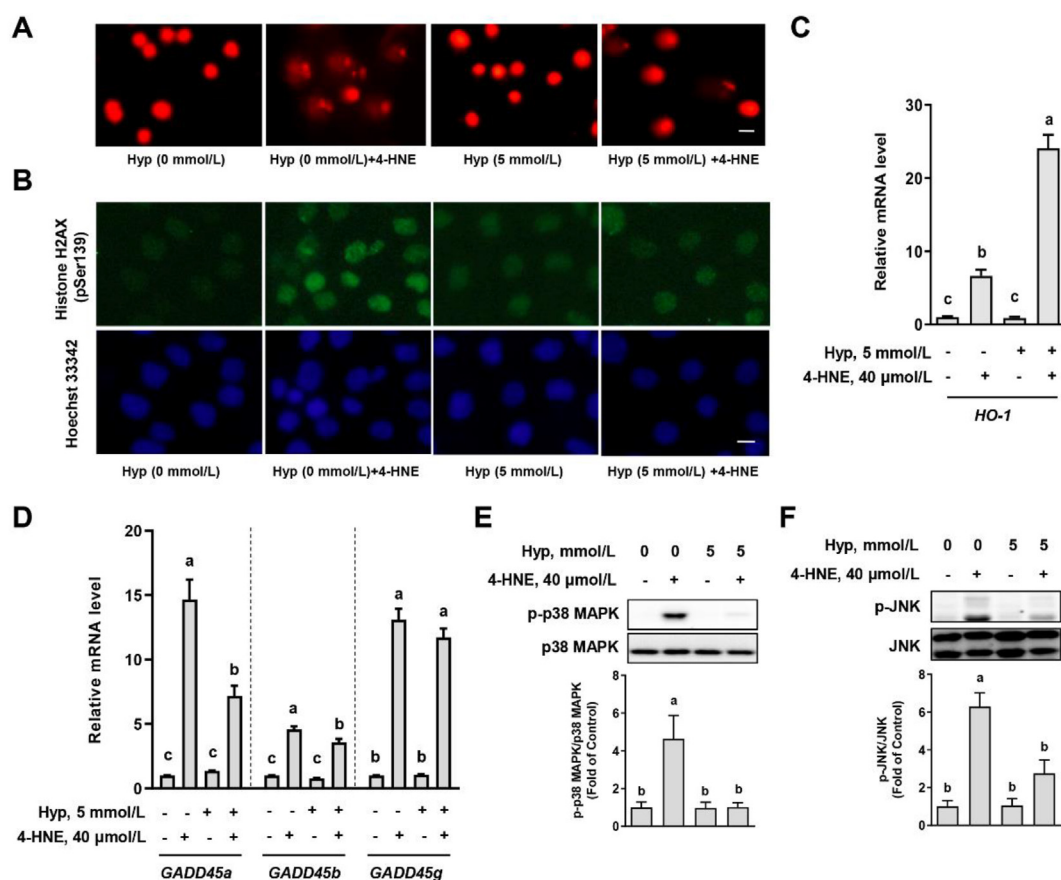 A
Hyp (0 mmol/L)
Hyp (0 mmol/L)+4-HNE
Hyp (5 mmol/L)
Hyp (5 mmol/L) +4-HNE
B
Histone H2AX
(pSer139)
Hoechst 33342
Hyp (0 mmol/L)
Hyp (0 mmol/L)+4-HNE
Hyp (5 mmol/L)
Hyp (5 mmol/L) +4-HNE
C
Relative mRNA level
30
20
10
0
c b c a
Hyp, 5 mmol/L - - + +
4-HNE, 40 µmol/L - + - +
HO-1
D
Relative mRNA level
20
15
10
5
0
c a c b c a c b b a b a
Hyp, 5 mmol/L - - + + - - + + - - + +
4-HNE, 40 µmol/L - + - + - + - + - + - +
GADD45a GADD45b GADD45g
E
Hyp, mmol/L 0 0 5 5
4-HNE, 40 µmol/L - + - +
p-p38 MAPK
p38 MAPK
p-p38 MAPK/p38 MAPK
(Fold of Control)
8
6
4
2
0
b a b b
F
Hyp, mmol/L 0 0 5 5
4-HNE, 40 µmol/L - + - +
p-JNK
JNK
p-JNK/JNK
(Fold of Control)
8
6
4
2
0
b a b b